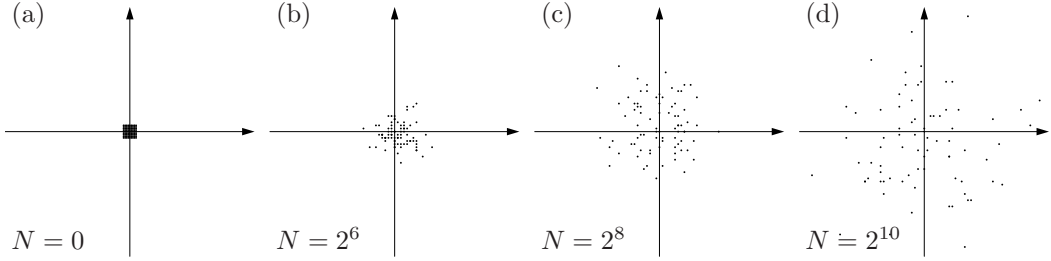 (a) (b) (c) (d)
N = 0 N = 2^6 N = 2^8 N = 2^10